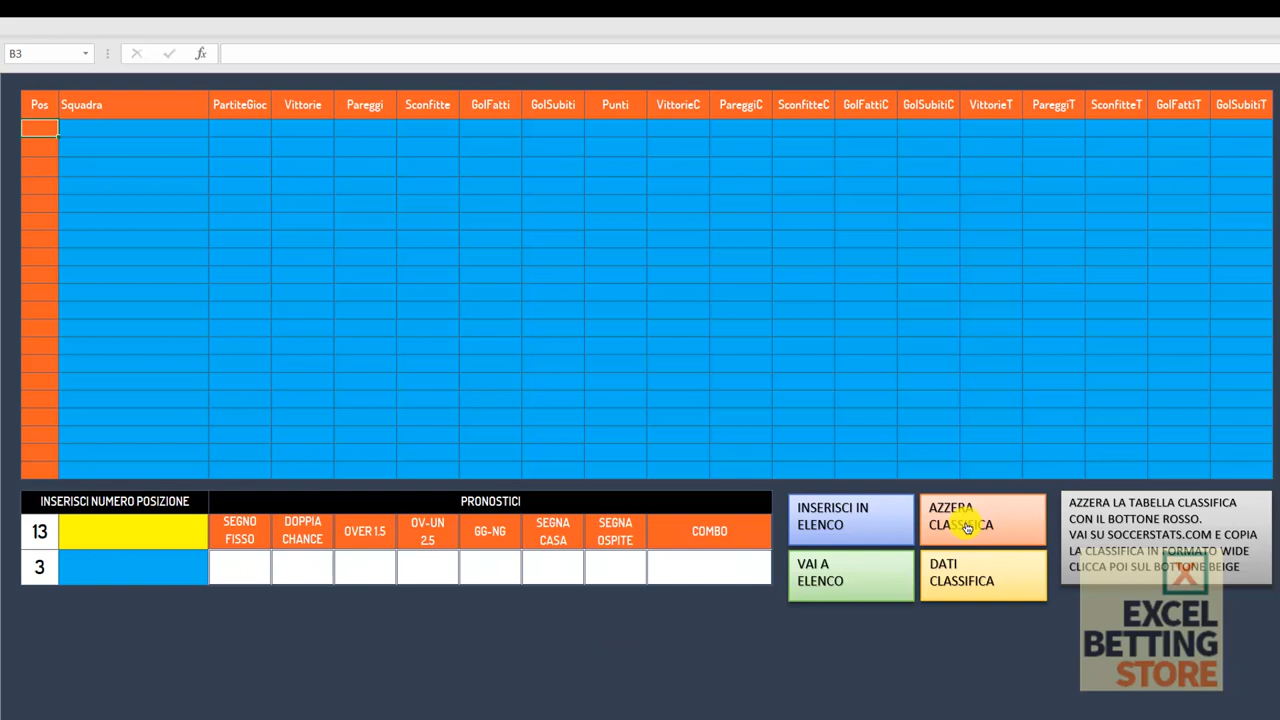 B3
fx
Pos Squadra PartiteGioc Vittorie Pareggi Sconfitte GolFatti GolSubiti Punti VittorieC PareggiC SconfitteC GolFattiC GolSubitiC VittorieT PareggiT SconfitteT GolFattiT GolSubitiT
INSERISCI NUMERO POSIZIONE
PRONOSTICI
13
SEGNO
FISSO
DOPPIA
CHANCE
OVER 1.5
OV-UN
2.5
GG-NG
SEGNA
CASA
SEGNA
OSPITE
COMBO
3
INSERISCI IN
ELENCO
AZZERA
CLASSIFICA
VAI A
ELENCO
DATI
CLASSIFICA
AZZERA LA TABELLA CLASSIFICA
CON IL BOTTONE ROSSO.
VAI SU SOCCERSTATS.COM E COPIA
LA CLASSIFICA IN FORMATO WIDE
CLICCA POI SUL BOTTONE BEIGE
X
EXCEL
BETTING
STORE